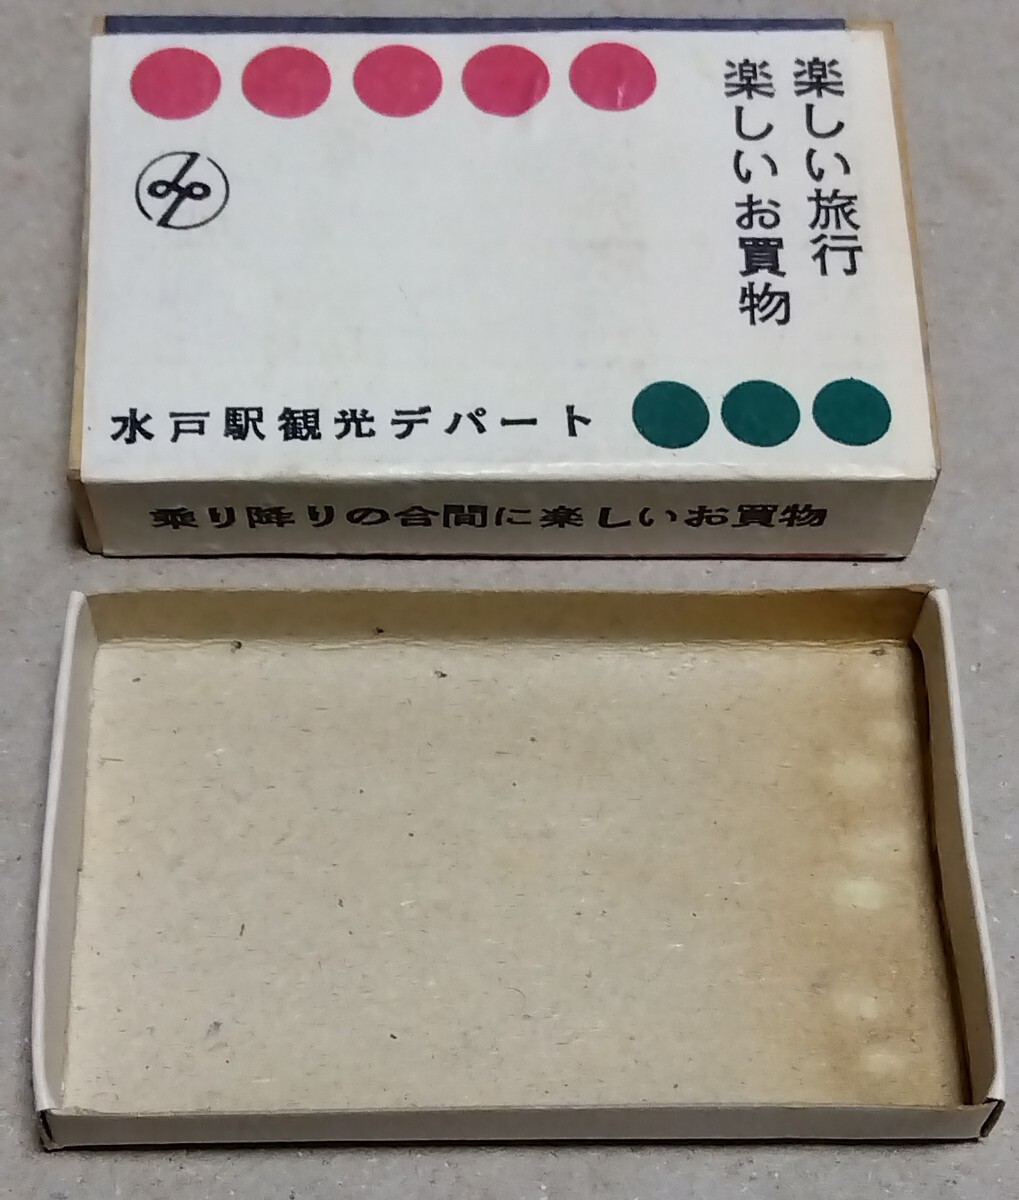 楽しい旅行
楽しいお買物
水戸駅観光デパート
乗り降りの合間に楽しいお買物